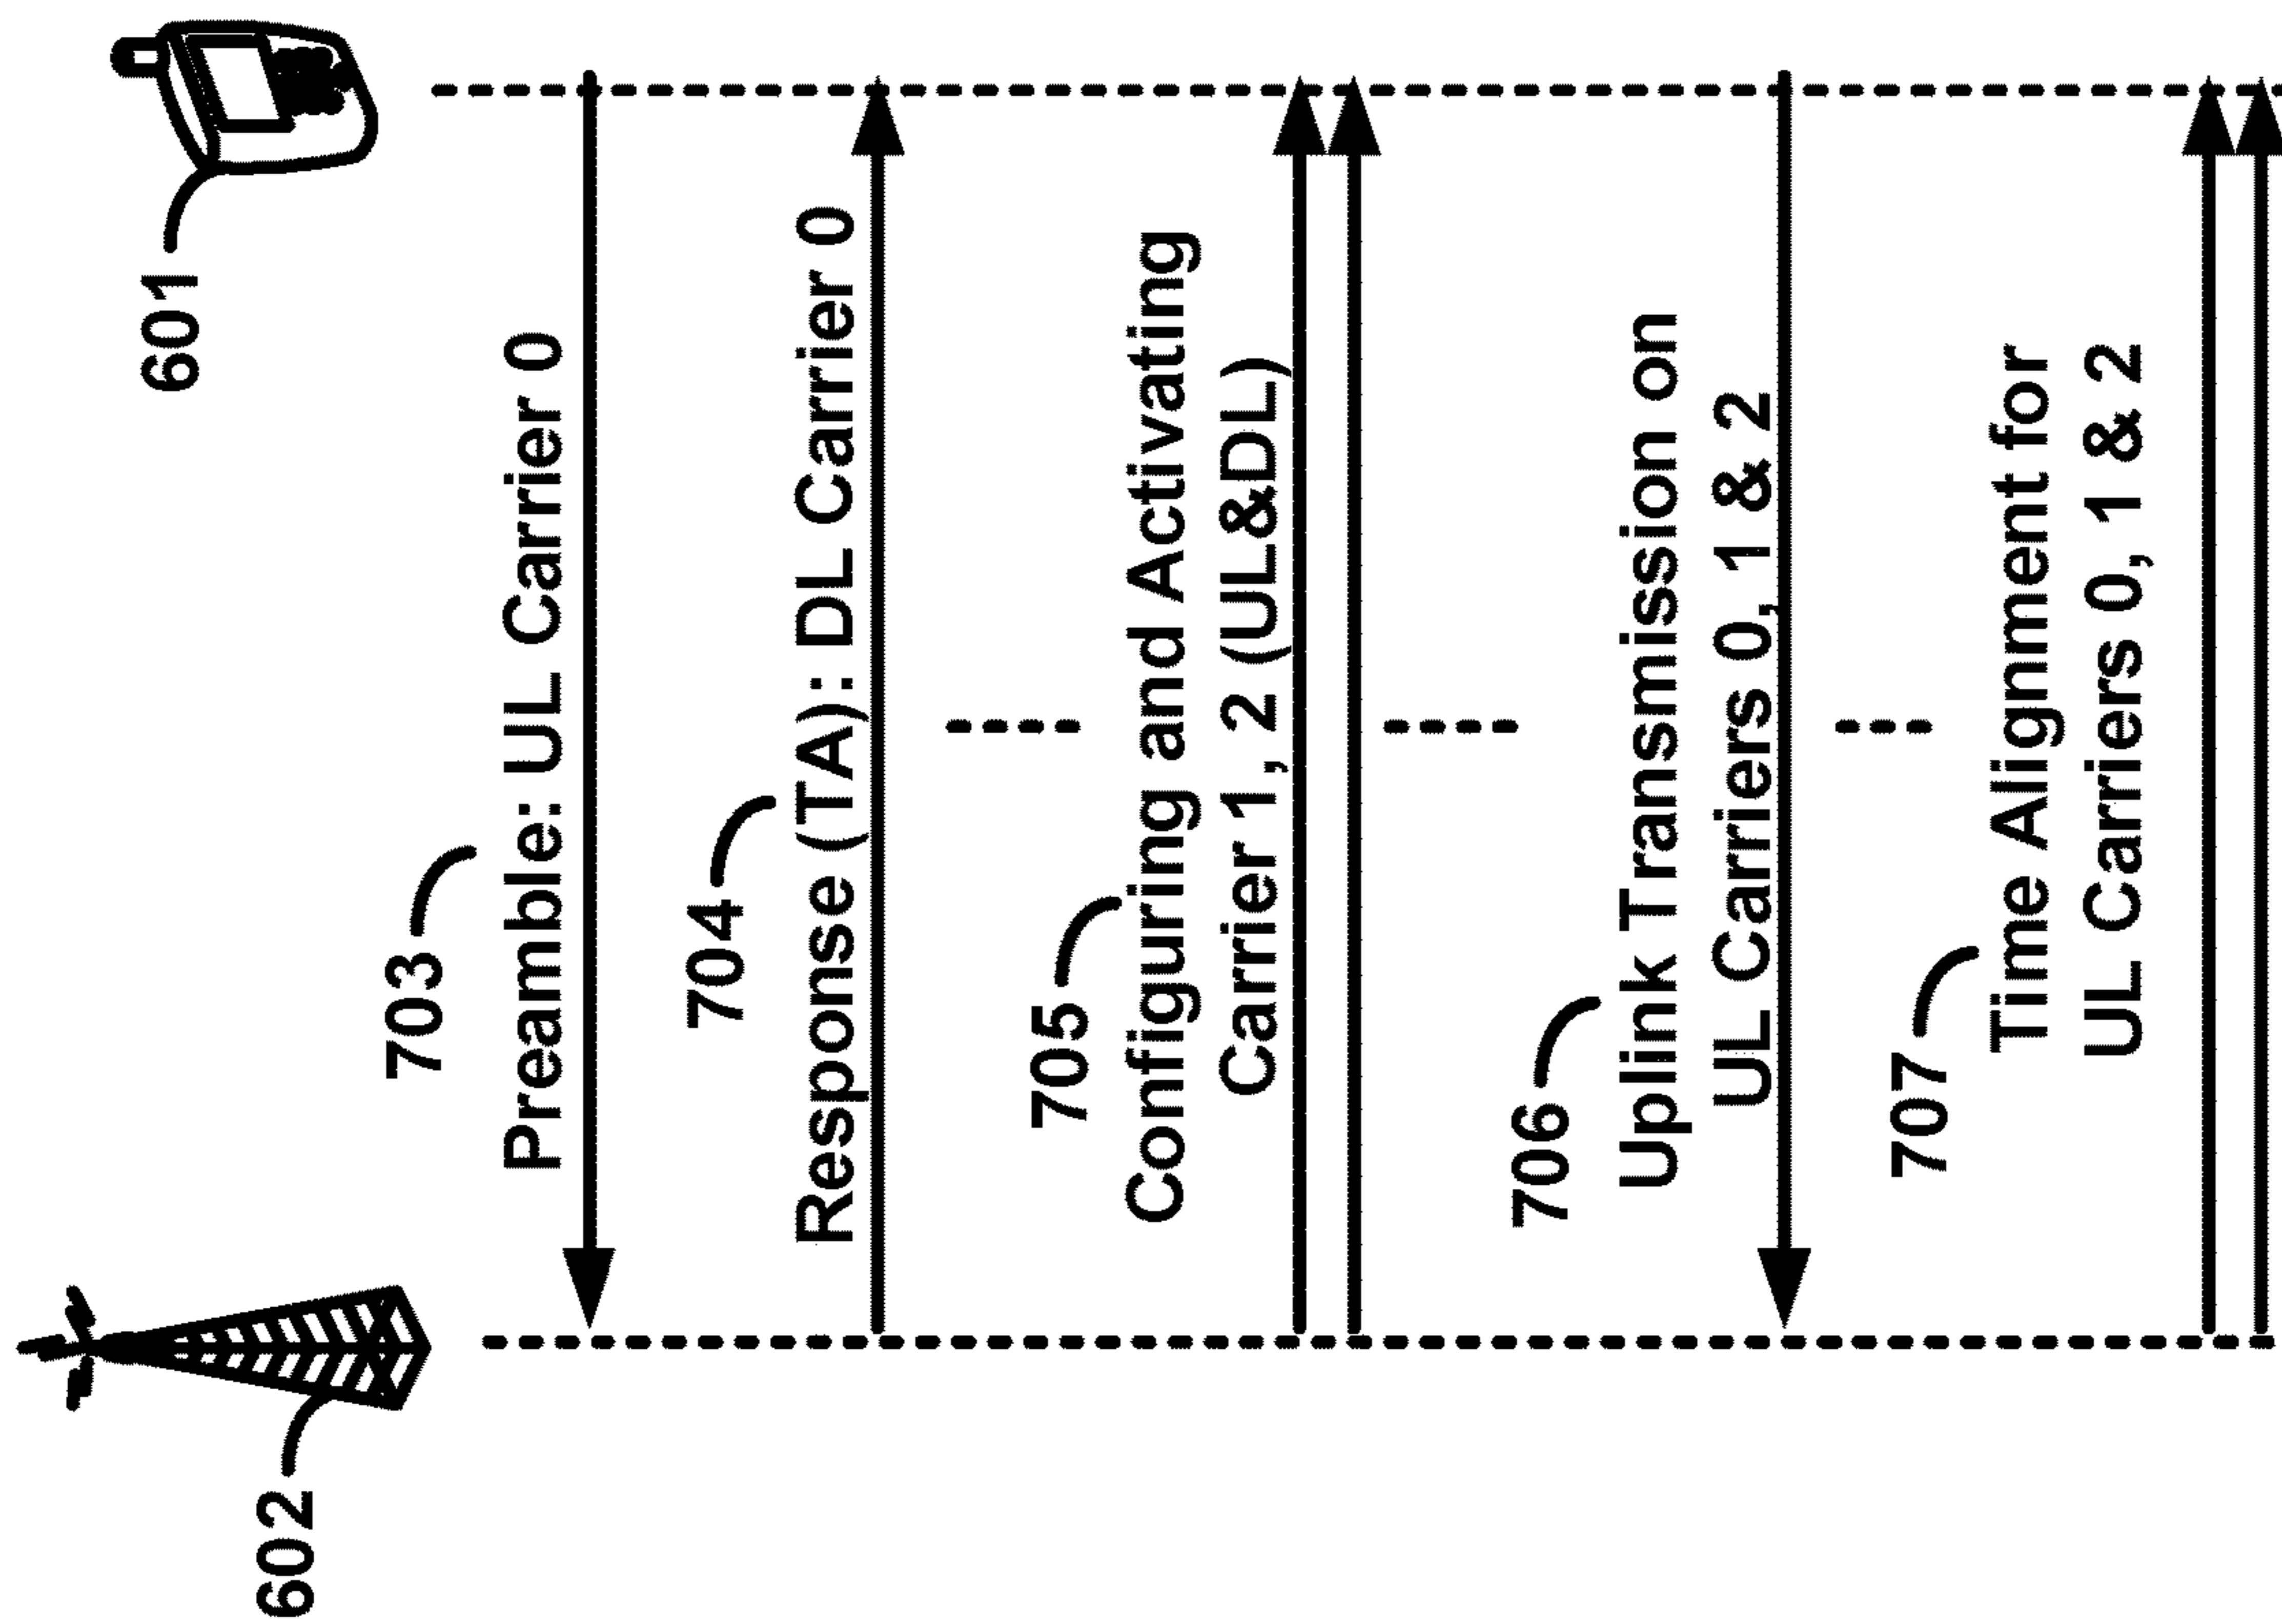 602
601
703
Preamble: UL Carrier 0
704
Response (TA): DL Carrier 0
705
Configuring and Activating
Carrier 1, 2 (UL&DL)
706
Uplink Transmission on
UL Carriers 0, 1 & 2
707
Time Alignment for
UL Carriers 0, 1 & 2